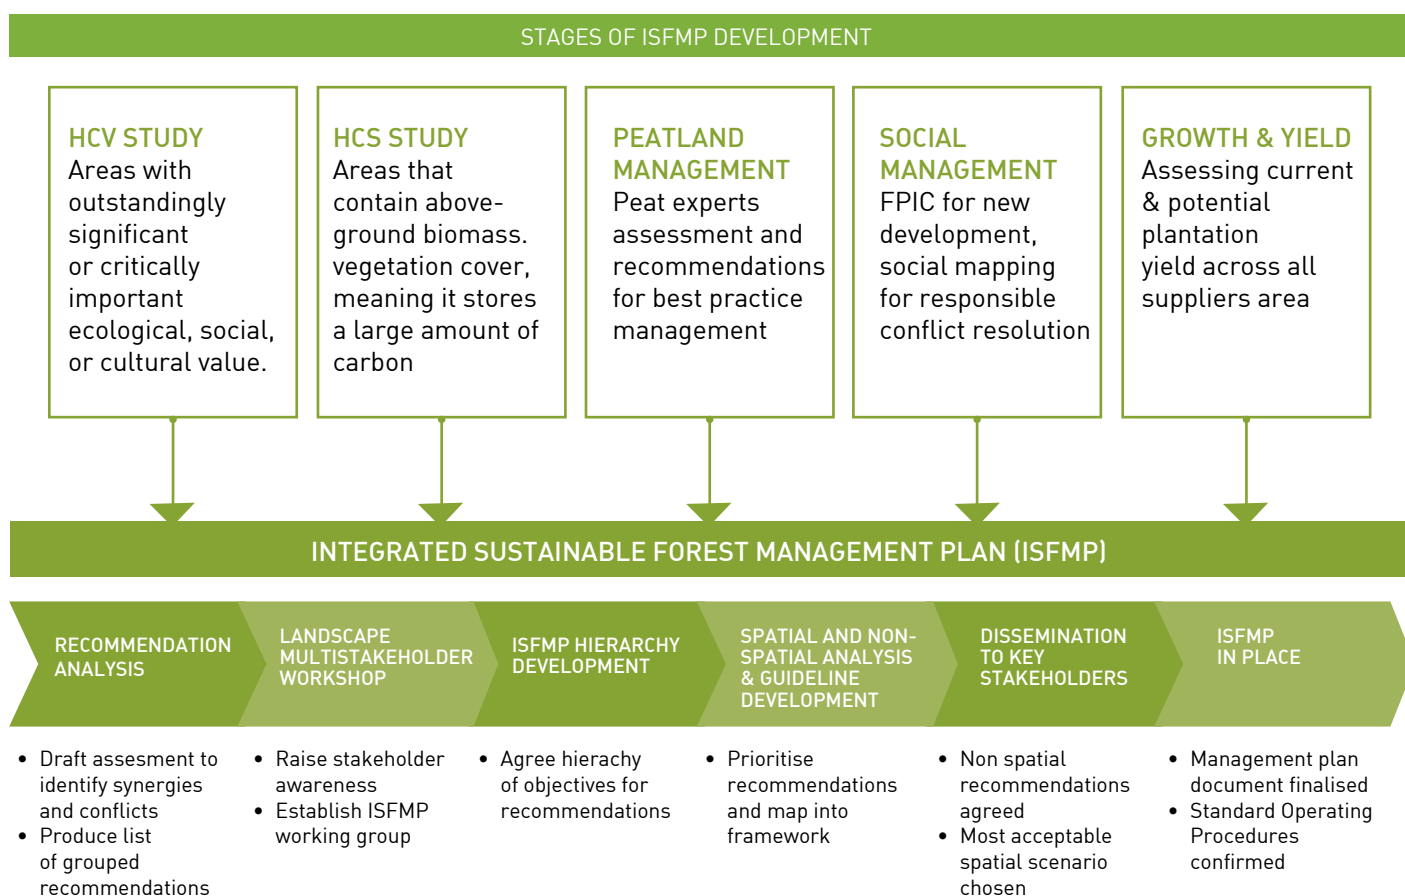 STAGES OF ISFMP DEVELOPMENT
HCV STUDY
Areas with
outstandingly
significant
or critically
important
ecological, social,
or cultural value.
HCS STUDY
Areas that
contain above-
ground biomass.
vegetation cover,
meaning it stores
a large amount of
carbon
PEATLAND
MANAGEMENT
Peat experts
assessment and
recommendations
for best practice
management
SOCIAL
MANAGEMENT
FPIC for new
development,
social mapping
for responsible
conflict resolution
GROWTH & YIELD
Assessing current
& potential
plantation
yield across all
suppliers area
INTEGRATED SUSTAINABLE FOREST MANAGEMENT PLAN (ISFMP)
RECOMMENDATION
ANALYSIS
LANDSCAPE
MULTISTAKEHOLDER
WORKSHOP
ISFMP HIERARCHY
DEVELOPMENT
SPATIAL AND NON-
SPATIAL ANALYSIS
& GUIDELINE
DEVELOPMENT
DISSEMINATION
TO KEY
STAKEHOLDERS
ISFMP
IN PLACE
• Draft assesment to
identify synergies
and conflicts
• Produce list
of grouped
recommendations
• Raise stakeholder
awareness
• Establish ISFMP
working group
• Agree hierachy
of objectives for
recommendations
• Prioritise
recommendations
and map into
framework
• Non spatial
recommendations
agreed
• Most acceptable
spatial scenario
chosen
• Management plan
document finalised
• Standard Operating
Procedures
confirmed